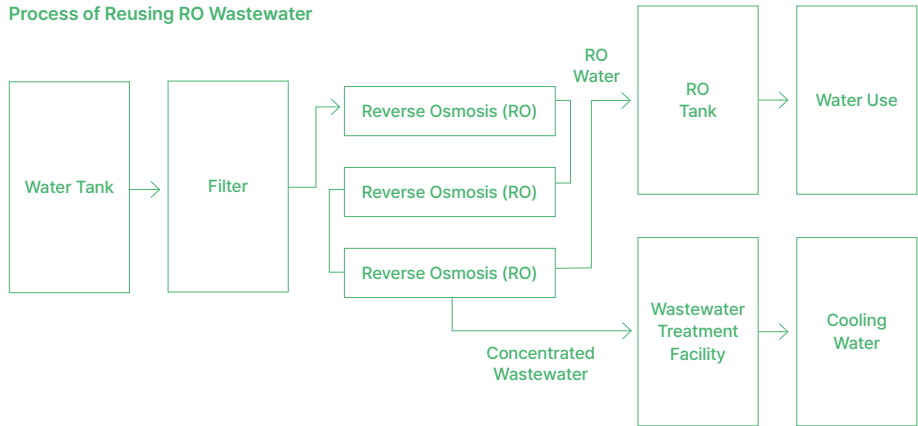 Process of Reusing RO Wastewater
Water Tank
Filter
Reverse Osmosis (RO)
Reverse Osmosis (RO)
Reverse Osmosis (RO)
RO
Water
RO
Tank
Water Use
Concentrated
Wastewater
Wastewater
Treatment
Facility
Cooling
Water